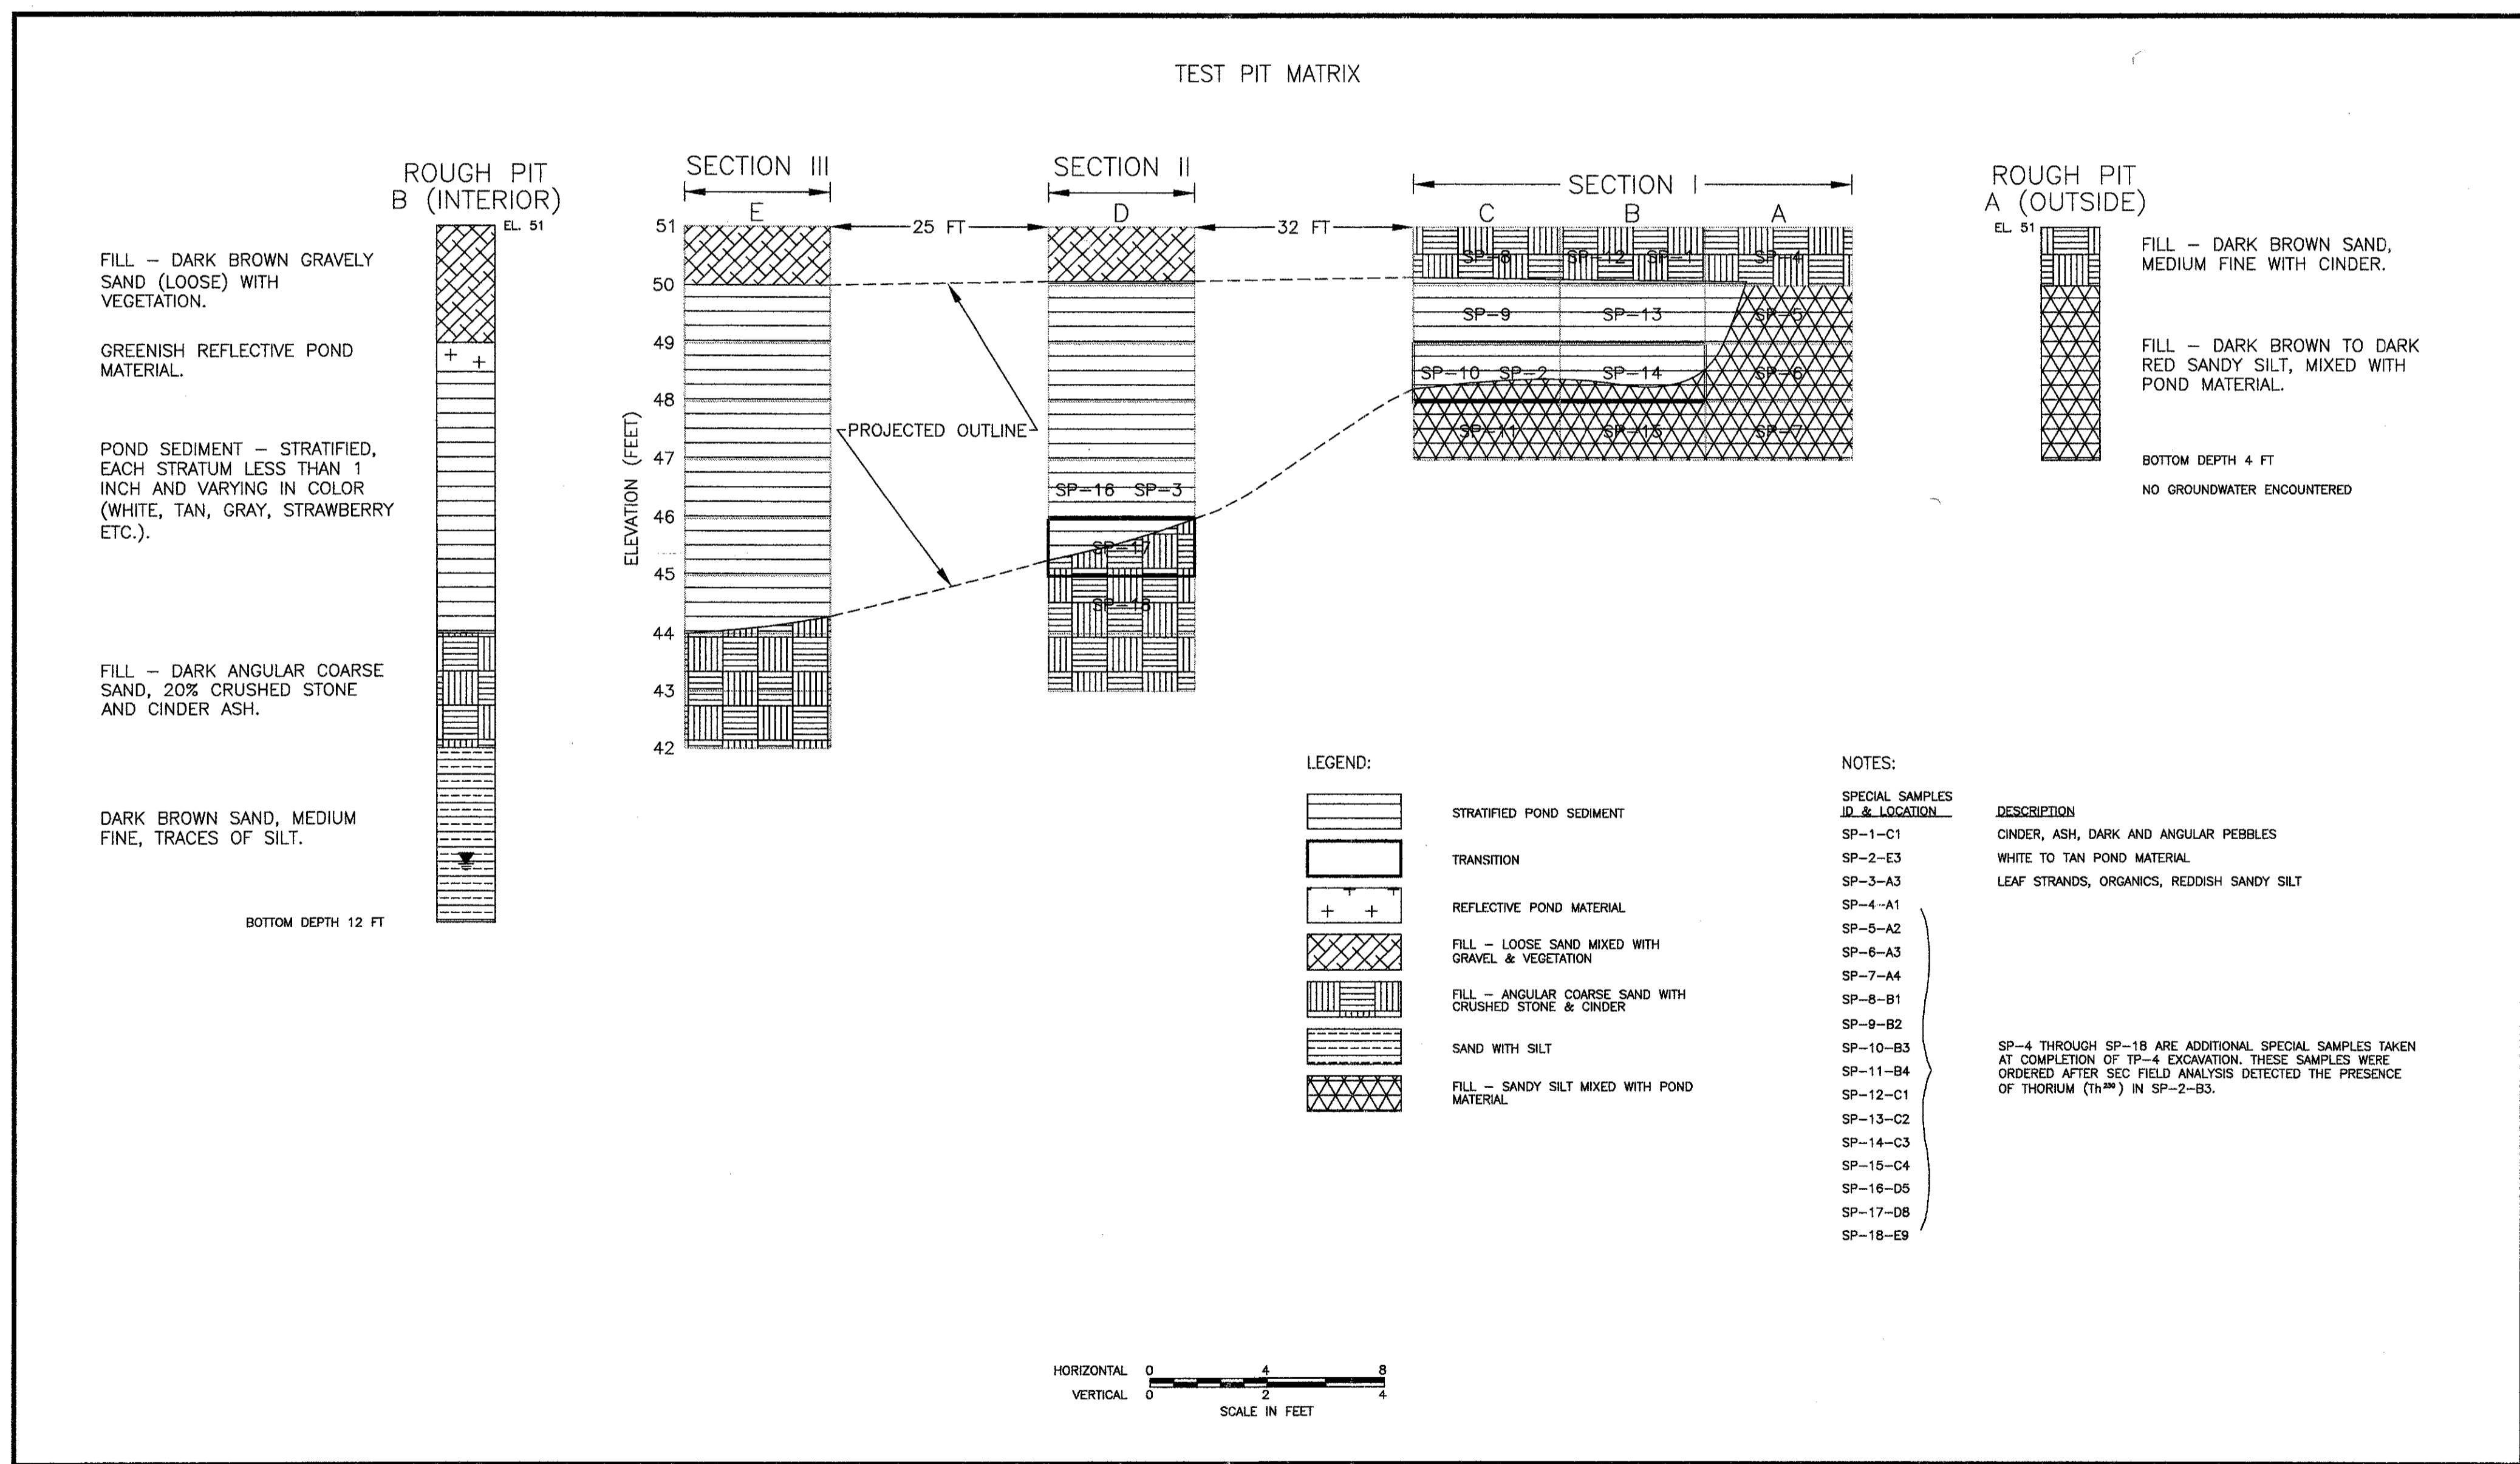 TEST PIT MATRIX
ROUGH PIT
B (INTERIOR)
EL. 51
FILL – DARK BROWN GRAVELY
SAND (LOOSE) WITH
VEGETATION.
GREENISH REFLECTIVE POND
MATERIAL.
POND SEDIMENT – STRATIFIED,
EACH STRATUM LESS THAN 1
INCH AND VARYING IN COLOR
(WHITE, TAN, GRAY, STRAWBERRY
ETC.).
FILL – DARK ANGULAR COARSE
SAND, 20% CRUSHED STONE
AND CINDER ASH.
DARK BROWN SAND, MEDIUM
FINE, TRACES OF SILT.
BOTTOM DEPTH 12 FT
ELEVATION (FEET)
51
50
49
48
47
46
45
44
43
42
SECTION III
E
25 FT
PROJECTED OUTLINE
SECTION II
D
32 FT
SP-16 SP-3
SP-17
SP-18
SECTION I
C B A
SP-8 SP-12 SP-1 SP-4
SP-9 SP-13 SP-5
SP-10 SP-2 SP-14 SP-6
SP-11 SP-15 SP-7
ROUGH PIT
A (OUTSIDE)
EL. 51
FILL – DARK BROWN SAND,
MEDIUM FINE WITH CINDER.
FILL – DARK BROWN TO DARK
RED SANDY SILT, MIXED WITH
POND MATERIAL.
BOTTOM DEPTH 4 FT
NO GROUNDWATER ENCOUNTERED
LEGEND:
STRATIFIED POND SEDIMENT
TRANSITION
REFLECTIVE POND MATERIAL
FILL – LOOSE SAND MIXED WITH
GRAVEL & VEGETATION
FILL – ANGULAR COARSE SAND WITH
CRUSHED STONE & CINDER
SAND WITH SILT
FILL – SANDY SILT MIXED WITH POND
MATERIAL
NOTES:
SPECIAL SAMPLES
ID & LOCATION DESCRIPTION
SP-1-C1 CINDER, ASH, DARK AND ANGULAR PEBBLES
SP-2-E3 WHITE TO TAN POND MATERIAL
SP-3-A3 LEAF STRANDS, ORGANICS, REDDISH SANDY SILT
SP-4-A1
SP-5-A2
SP-6-A3
SP-7-A4
SP-8-B1
SP-9-B2
SP-10-B3
SP-11-B4
SP-12-C1
SP-13-C2
SP-14-C3
SP-15-C4
SP-16-D5
SP-17-D8
SP-18-E9
SP-4 THROUGH SP-18 ARE ADDITIONAL SPECIAL SAMPLES TAKEN
AT COMPLETION OF TP-4 EXCAVATION. THESE SAMPLES WERE
ORDERED AFTER SEC FIELD ANALYSIS DETECTED THE PRESENCE
OF THORIUM (Th²³⁰) IN SP-2-B3.
HORIZONTAL 0 4 8
VERTICAL 0 2 4
SCALE IN FEET